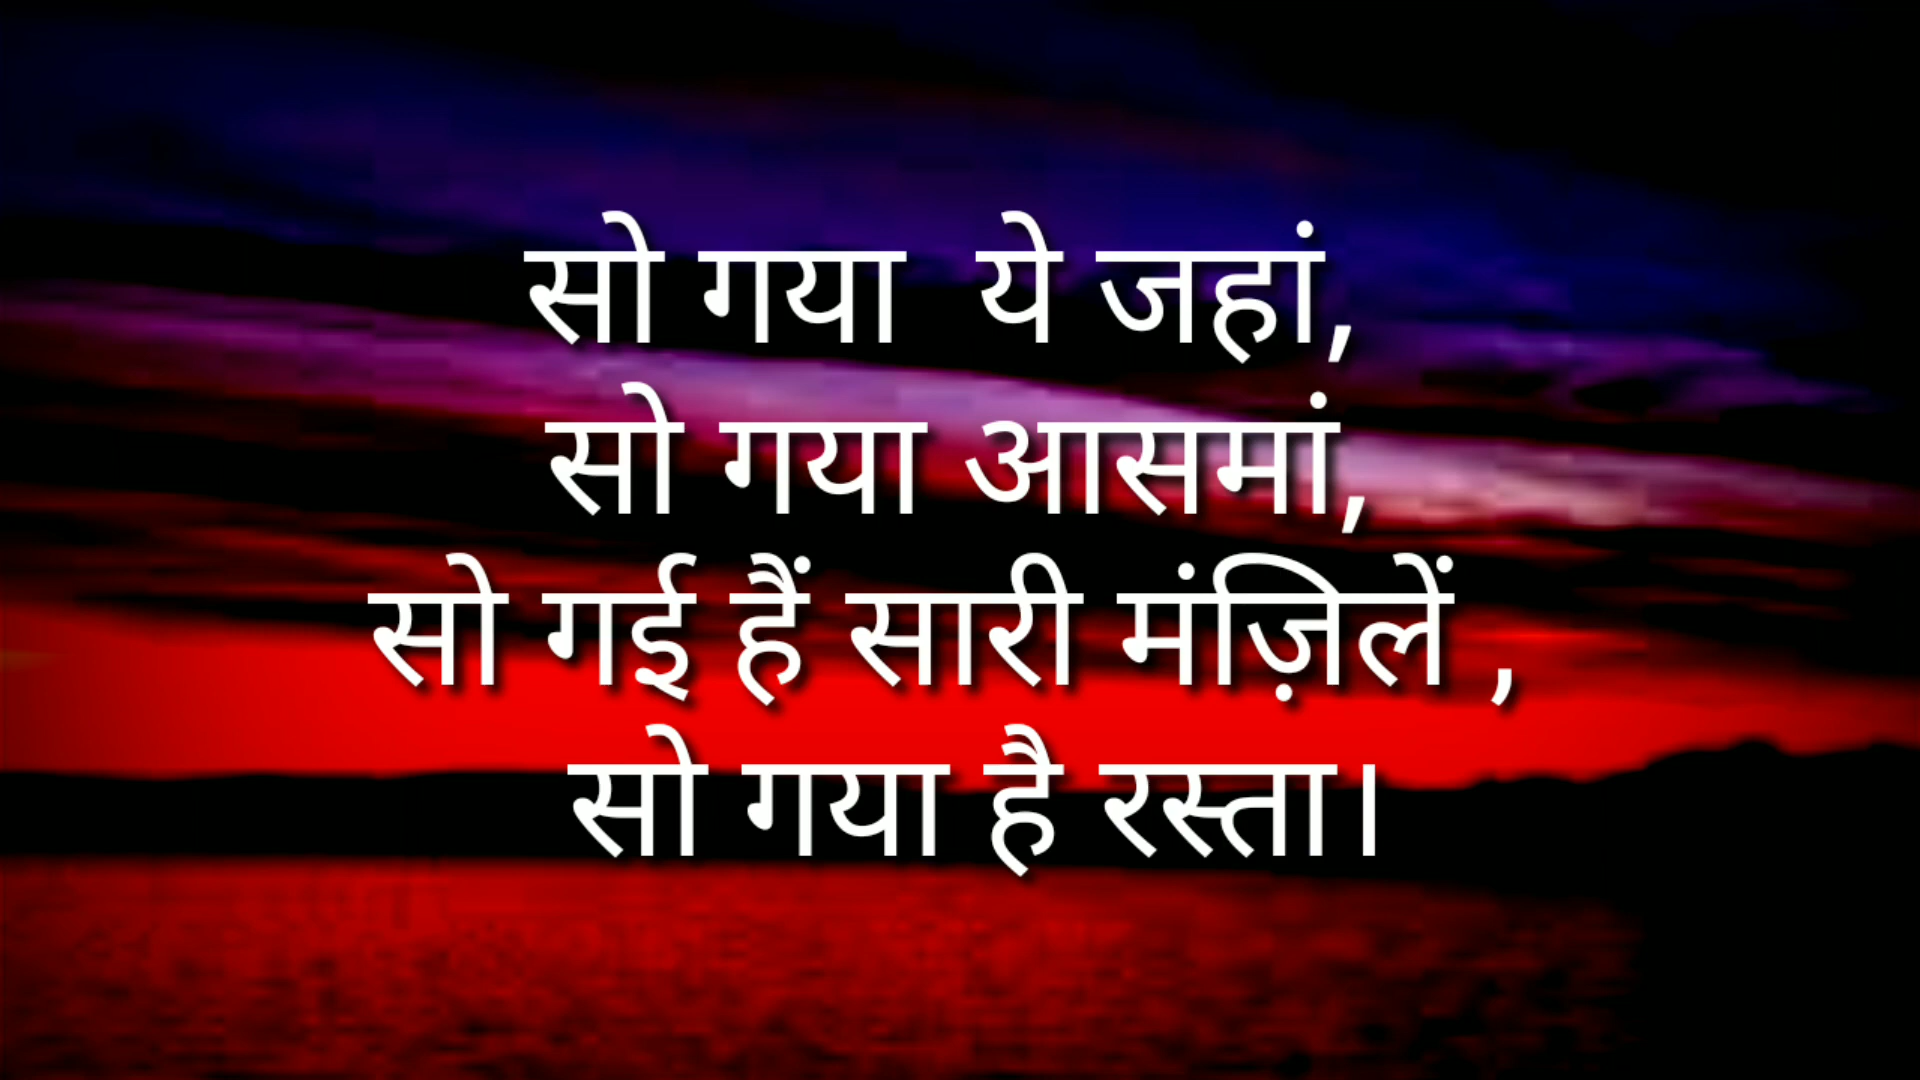 सो गया  ये जहां,
सो गया आसमां,
सो गई हैं सारी मंज़िलें ,
सो गया है रस्ता।